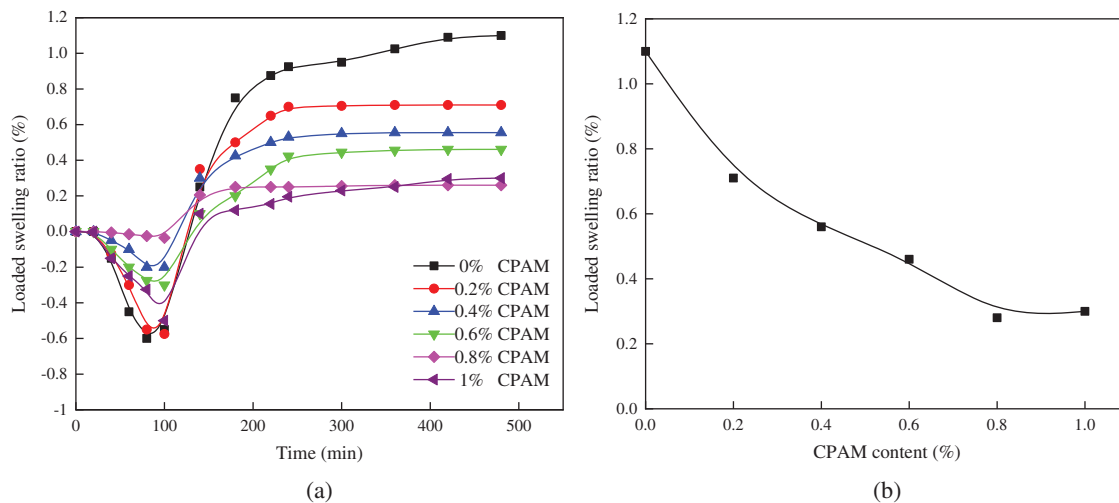 1.2
1.0
0.8
0.6
0.4
0.2
0.0
-0.2
-0.4
-0.6
-0.8
-1
Loaded swelling ratio (%)
0% CPAM
0.2% CPAM
0.4% CPAM
0.6% CPAM
0.8% CPAM
1% CPAM
0 100 200 300 400 500
Time (min)
(a)
1.2
1.0
0.8
0.6
0.4
0.2
0.0
Loaded swelling ratio (%)
0.0 0.2 0.4 0.6 0.8 1.0
CPAM content (%)
(b)